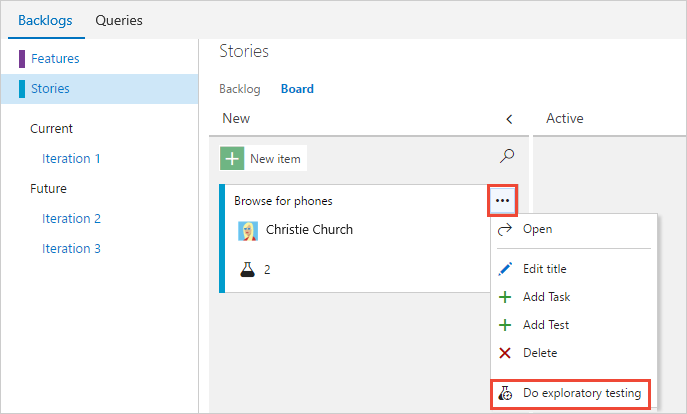 Backlogs Queries
Features
Stories
Current
Iteration 1
Future
Iteration 2
Iteration 3
Stories
Backlog Board
New Active
New item
Browse for phones
Christie Church
2
Open
Edit title
Add Task
Add Test
Delete
Do exploratory testing